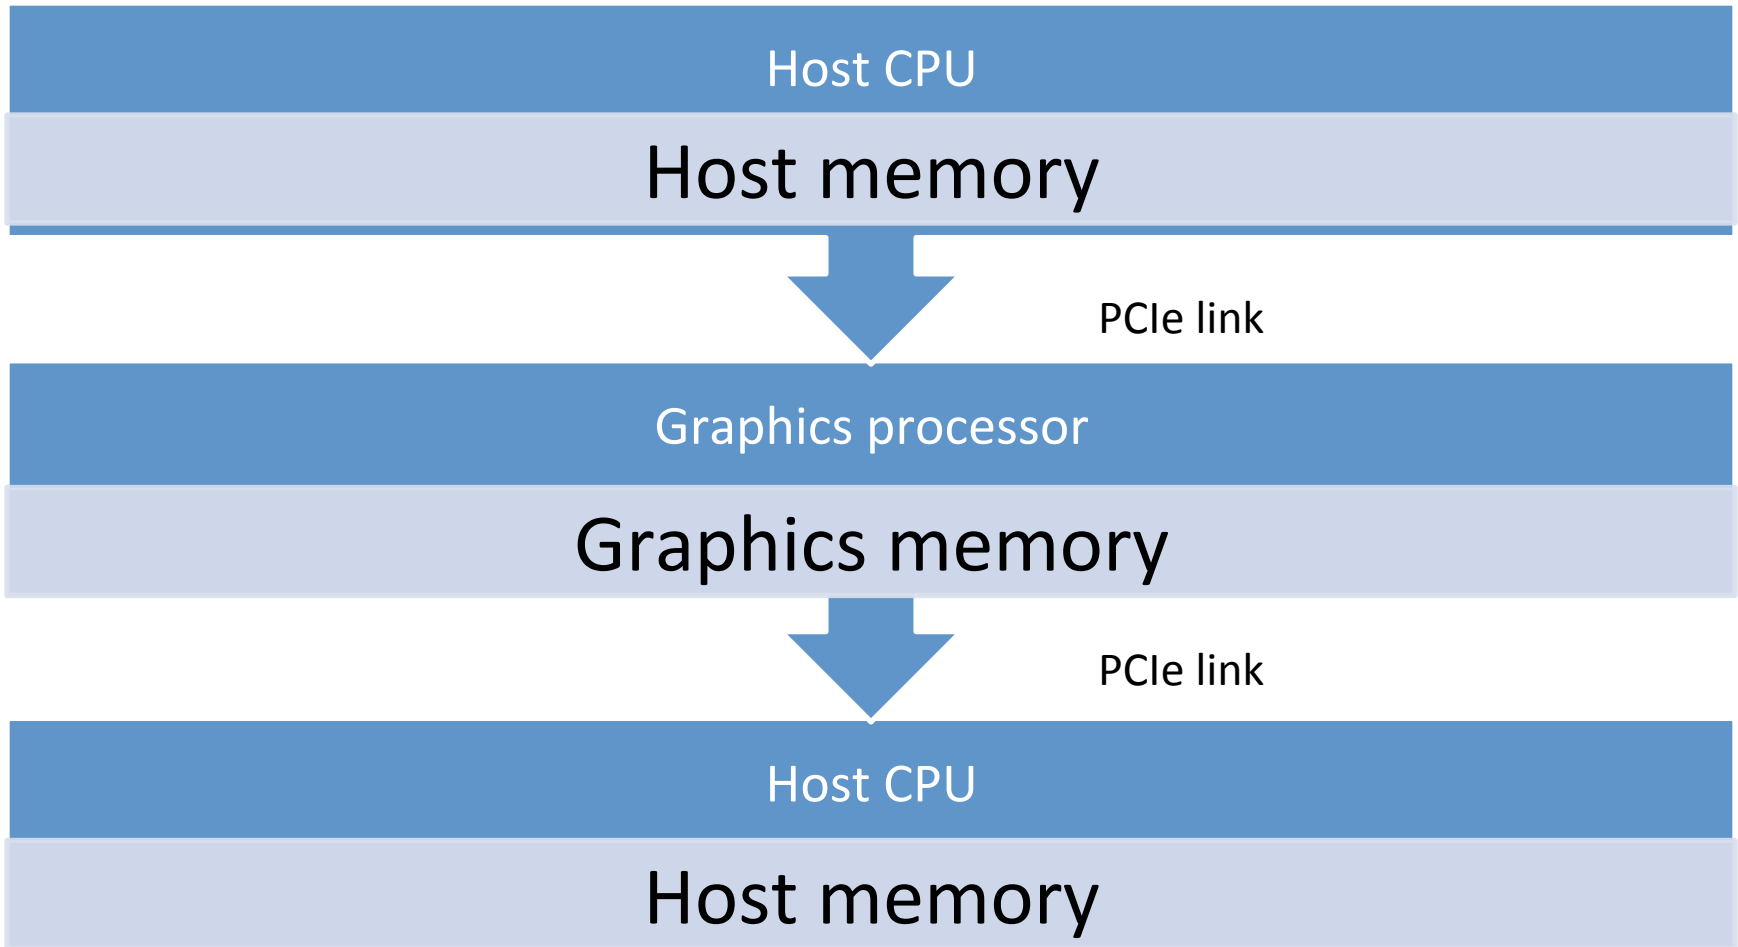 Host CPU
Host memory
PCIe link
Graphics processor
Graphics memory
PCIe link
Host CPU
Host memory